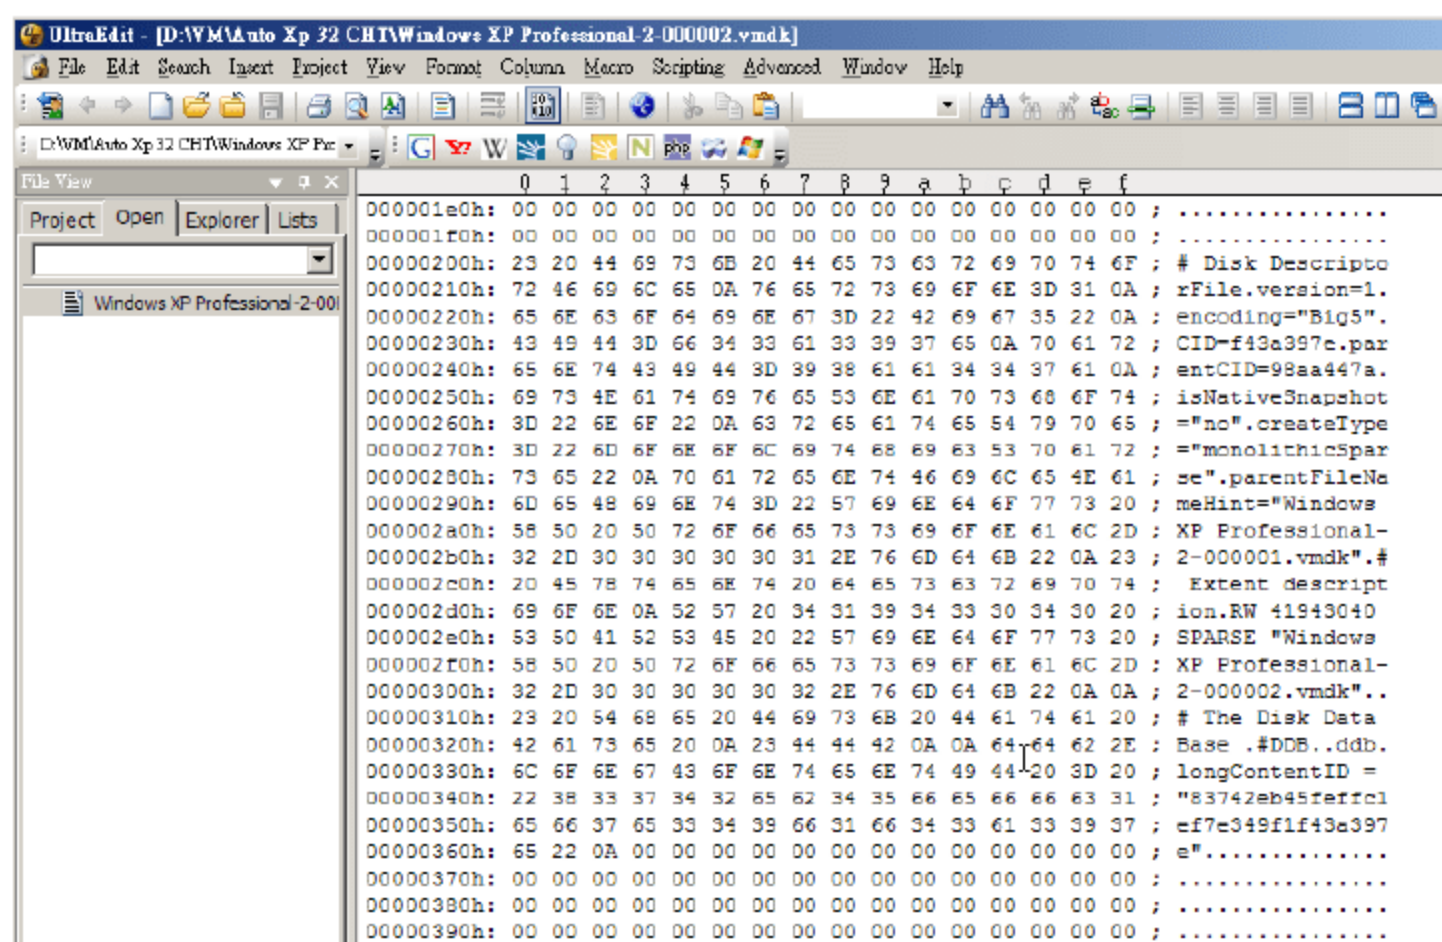 UltraEdit - [D:\VM\Auto Xp 32 CHT\Windows XP Professional-2-000002.vmdk]
File Edit Search Insert Project View Format Column Macro Scripting Advanced Window Help
D:\VM\Auto Xp 32 CHT\Windows XP Prc
File View
Project Open Explorer Lists
Windows XP Professional-2-00
0 1 2 3 4 5 6 7 8 9 a b c d e f
000001e0h: 00 00 00 00 00 00 00 00 00 00 00 00 00 00 00 00 ; ................
000001f0h: 00 00 00 00 00 00 00 00 00 00 00 00 00 00 00 00 ; ................
00000200h: 23 20 44 69 73 6B 20 44 65 73 63 72 69 70 74 6F ; # Disk Descripto
00000210h: 72 46 69 6C 65 0A 76 65 72 73 69 6F 6E 3D 31 0A ; rFile.version=1.
00000220h: 65 6E 63 6F 64 69 6E 67 3D 22 42 69 67 35 22 0A ; encoding="Big5".
00000230h: 43 49 44 3D 66 34 33 61 33 39 37 65 0A 70 61 72 ; CID=f43a397e.par
00000240h: 65 6E 74 43 49 44 3D 39 38 61 61 34 34 37 61 0A ; entCID=98aa447a.
00000250h: 69 73 4E 61 74 69 76 65 53 6E 61 70 73 68 6F 74 ; isNativeSnapshot
00000260h: 3D 22 6E 6F 22 0A 63 72 65 61 74 65 54 79 70 65 ; ="no".createType
00000270h: 3D 22 6D 6F 6E 6F 6C 69 74 68 69 63 53 70 61 72 ; ="monolithicSpar
00000280h: 73 65 22 0A 70 61 72 65 6E 74 46 69 6C 65 4E 61 ; se".parentFileNa
00000290h: 6D 65 48 69 6E 74 3D 22 57 69 6E 64 6F 77 73 20 ; meHint="Windows
000002a0h: 58 50 20 50 72 6F 66 65 73 73 69 6F 6E 61 6C 2D ; XP Professional-
000002b0h: 32 2D 30 30 30 30 30 31 2E 76 6D 64 6B 22 0A 23 ; 2-000001.vmdk".#
000002c0h: 20 45 78 74 65 6E 74 20 64 65 73 63 72 69 70 74 ; Extent descript
000002d0h: 69 6F 6E 0A 52 57 20 34 31 39 34 33 30 34 30 20 ; ion.RW 41943040
000002e0h: 53 50 41 52 53 45 20 22 57 69 6E 64 6F 77 73 20 ; SPARSE "Windows
000002f0h: 58 50 20 50 72 6F 66 65 73 73 69 6F 6E 61 6C 2D ; XP Professional-
00000300h: 32 2D 30 30 30 30 30 32 2E 76 6D 64 6B 22 0A 0A ; 2-000002.vmdk"..
00000310h: 23 20 54 68 65 20 44 69 73 6B 20 44 61 74 61 20 ; # The Disk Data
00000320h: 42 61 73 65 20 0A 23 44 44 42 0A 0A 64 64 62 2E ; Base .#DDB..ddb.
00000330h: 6C 6F 6E 67 43 6F 6E 74 65 6E 74 49 44 20 3D 20 ; longContentID =
00000340h: 22 38 33 37 34 32 65 62 34 35 66 65 66 66 63 31 ; "83742eb45feffc1
00000350h: 65 66 37 65 33 34 39 66 31 66 34 33 61 33 39 37 ; ef7e349f1f43a397
00000360h: 65 22 0A 00 00 00 00 00 00 00 00 00 00 00 00 00 ; e"..............
00000370h: 00 00 00 00 00 00 00 00 00 00 00 00 00 00 00 00 ; ................
00000380h: 00 00 00 00 00 00 00 00 00 00 00 00 00 00 00 00 ; ................
00000390h: 00 00 00 00 00 00 00 00 00 00 00 00 00 00 00 00 ; ................